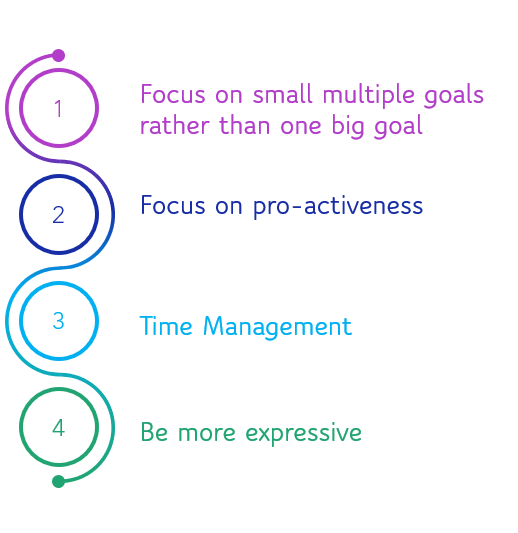 1
Focus on small multiple goals
rather than one big goal
2
Focus on pro-activeness
3
Time Management
4
Be more expressive